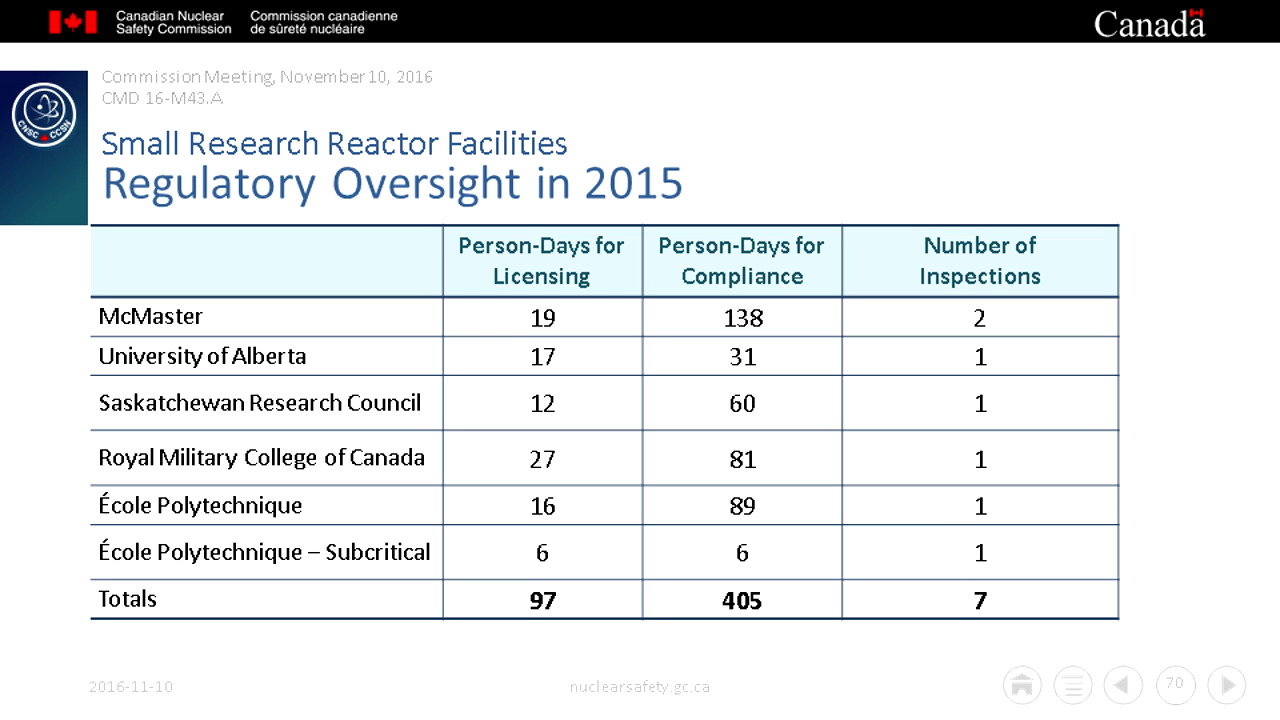 Canadian Nuclear Safety Commission
Commission canadienne de sûreté nucléaire
Canada
Commission Meeting, November 10, 2016
CMD 16-M43.A
CNSC CCSN
Small Research Reactor Facilities
Regulatory Oversight in 2015
Person-Days for Licensing Person-Days for Compliance Number of Inspections
McMaster 19 138 2
University of Alberta 17 31 1
Saskatchewan Research Council 12 60 1
Royal Military College of Canada 27 81 1
École Polytechnique 16 89 1
École Polytechnique – Subcritical 6 6 1
Totals 97 405 7
2016-11-10 nuclearsafety.gc.ca 70